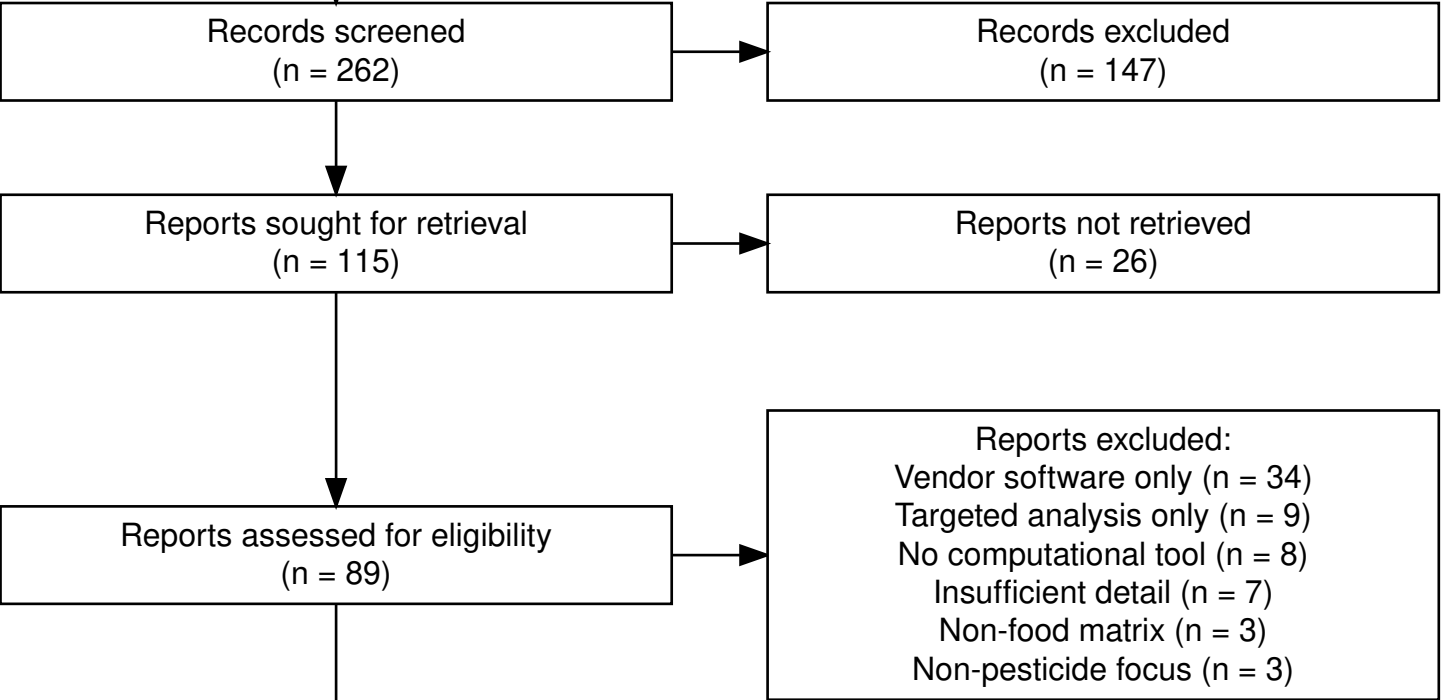 Records screened
(n = 262)
Records excluded
(n = 147)
Reports sought for retrieval
(n = 115)
Reports not retrieved
(n = 26)
Reports assessed for eligibility
(n = 89)
Reports excluded:
Vendor software only (n = 34)
Targeted analysis only (n = 9)
No computational tool (n = 8)
Insufficient detail (n = 7)
Non-food matrix (n = 3)
Non-pesticide focus (n = 3)